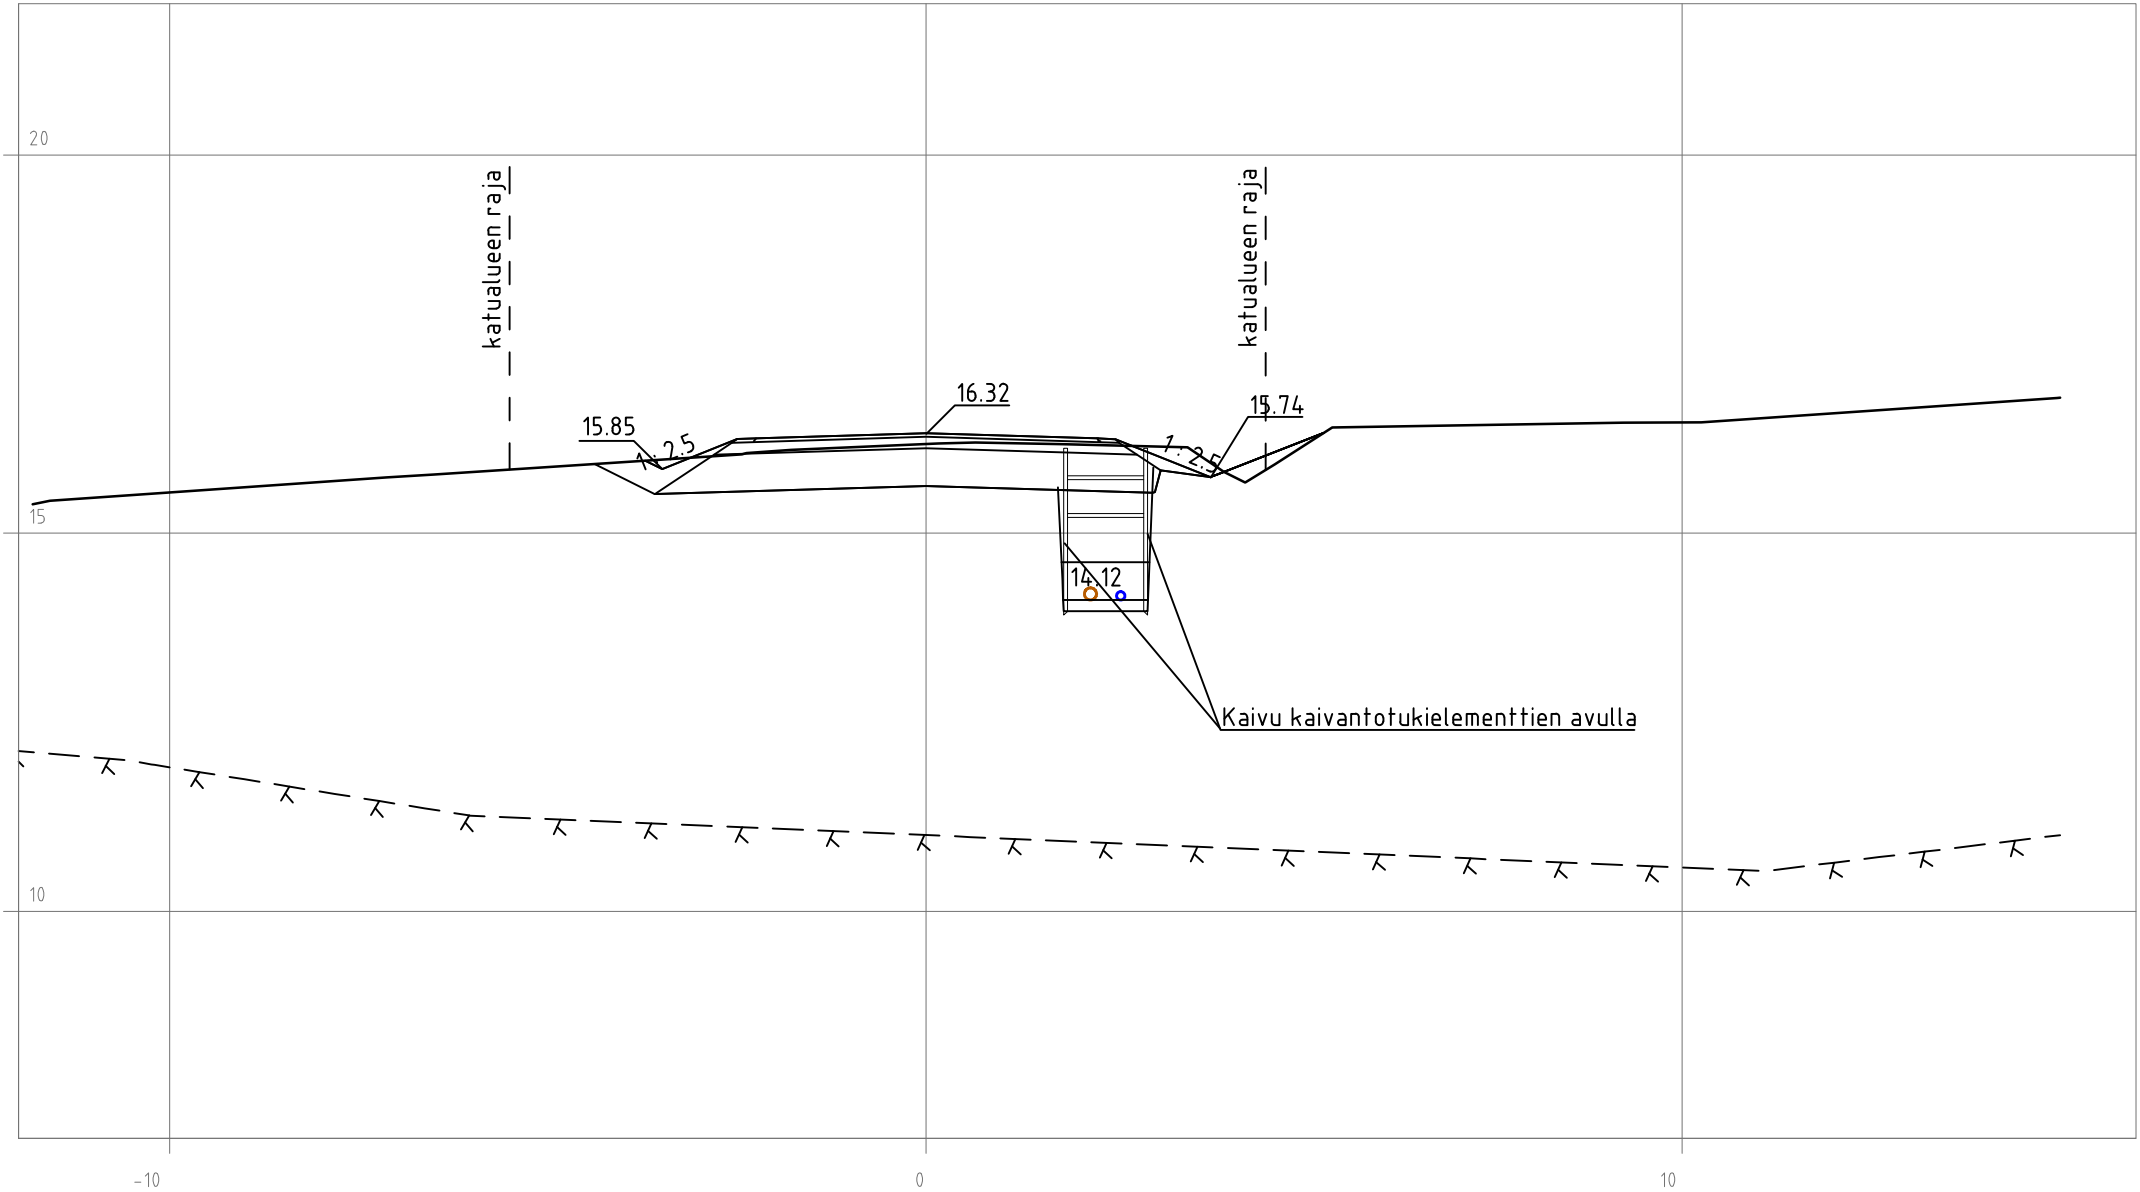 20
katualueen raja
katualueen raja
16.32
15.74
15.85
1 : 2.5
1 : 2.5
15
14.12
Kaivu kaivantotukielementtien avulla
10
-10
0
10